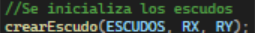 //Se inicializa los escudos
crearEscudo(ESCUDOS, RX, RY);